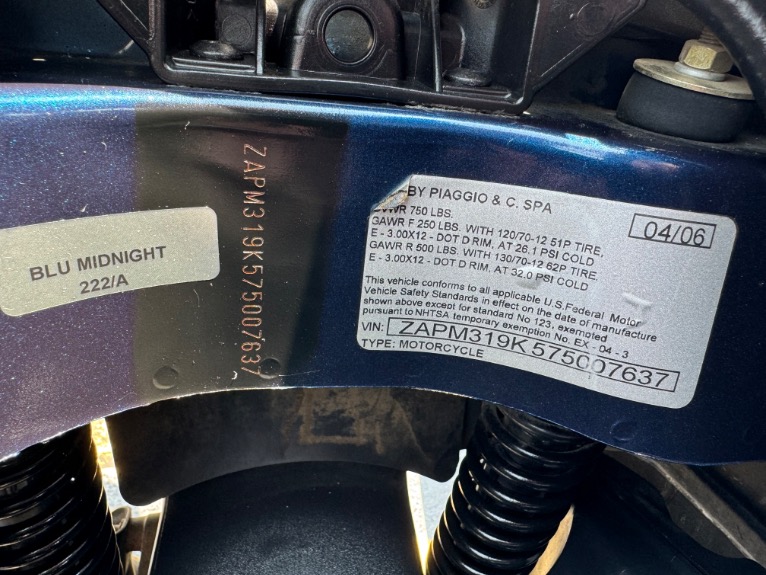 BLU MIDNIGHT
222/A
ZAPM319K575007637
BY PIAGGIO & C. SPA
04/06
GVWR 750 LBS.
GAWR F 250 LBS. WITH 120/70-12 51P TIRE,
E - 3.00X12 - DOT D RIM, AT 26.1 PSI COLD
GAWR R 500 LBS. WITH 130/70-12 62P TIRE,
E - 3.00X12 - DOT D RIM, AT 32.0 PSI COLD
This vehicle conforms to all applicable U.S.Federal Motor
Vehicle Safety Standards in effect on the date of manufacture
shown above except for standard No 123, exempted
pursuant to NHTSA temporary exemption No. EX - 04 - 3
VIN: ZAPM319K575007637
TYPE: MOTORCYCLE